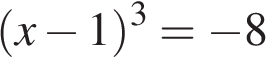 (x − 1)³ = −8